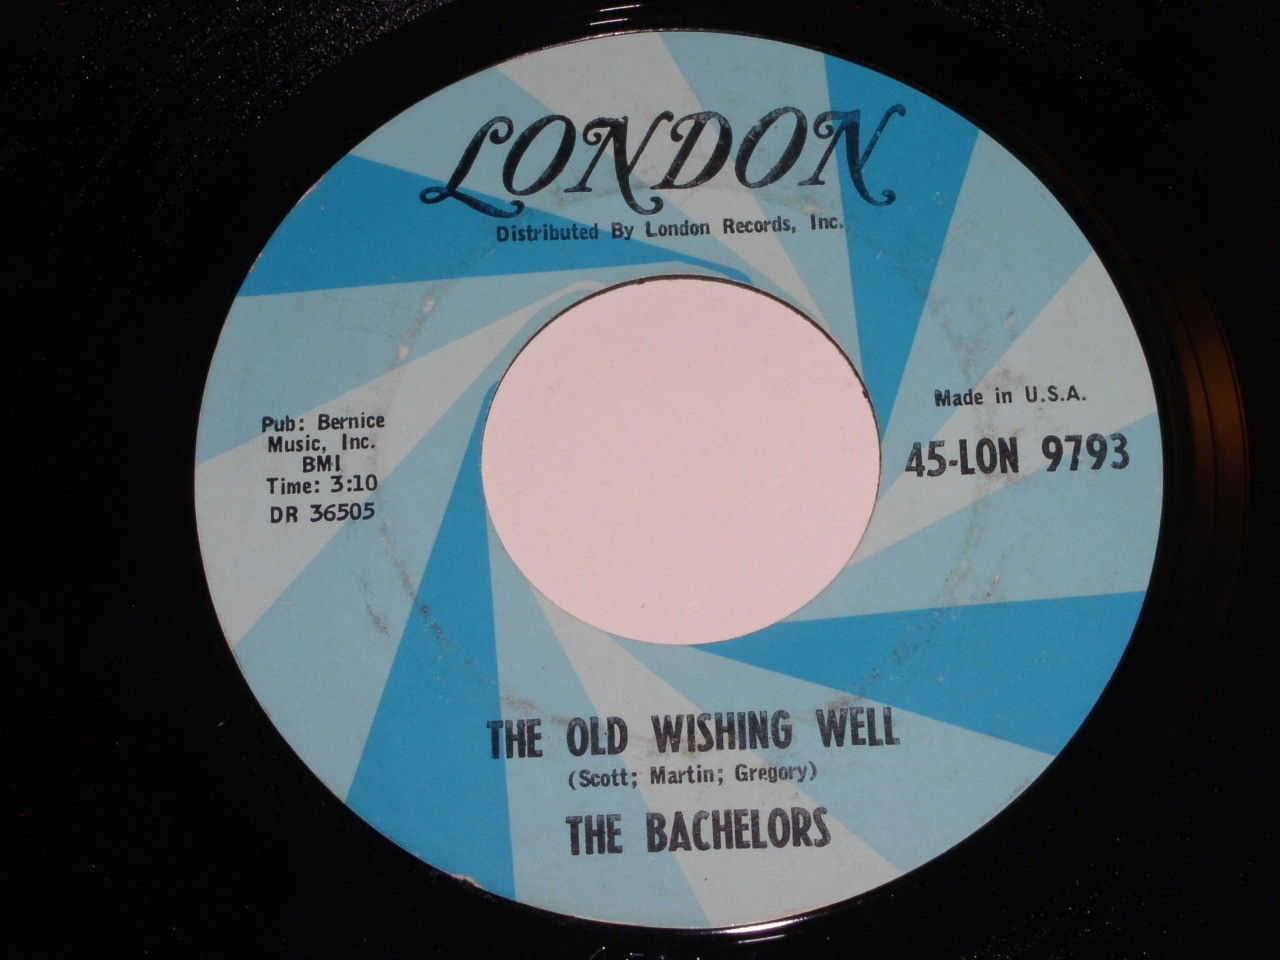 LONDON
Distributed By London Records, Inc.
Pub: Bernice
Music, Inc.
BMI
Time: 3:10
DR 36505
Made in U.S.A.
45-LON 9793
THE OLD WISHING WELL
(Scott; Martin; Gregory)
THE BACHELORS